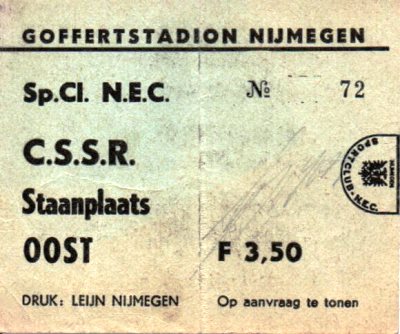 GOFFERTSTADION NIJMEGEN
Sp.Cl. N.E.C. № 72
C.S.S.R.
Staanplaats
OOST F 3,50
SPORTCLUB-N.E.C.
DRUK: LEIJN NIJMEGEN Op aanvraag te tonen